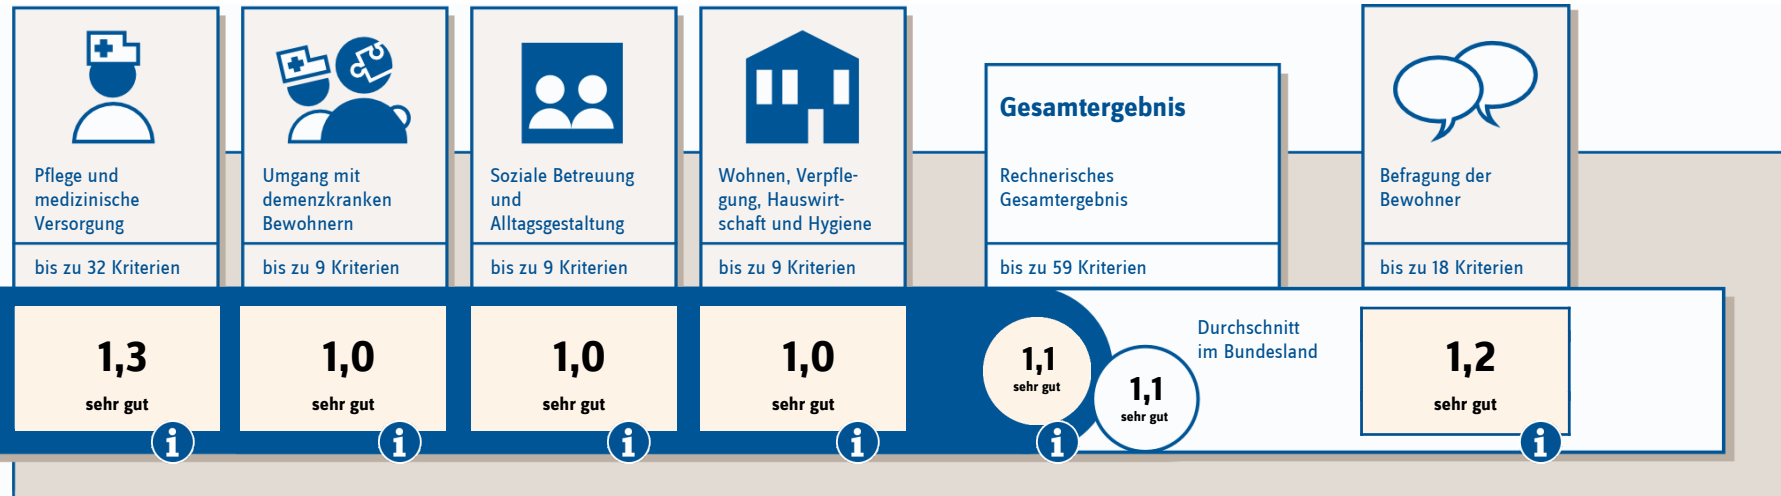 Pflege und
medizinische
Versorgung
bis zu 32 Kriterien
1,3
sehr gut
i
Umgang mit
demenzkranken
Bewohnern
bis zu 9 Kriterien
1,0
sehr gut
i
Soziale Betreuung
und
Alltagsgestaltung
bis zu 9 Kriterien
1,0
sehr gut
i
Wohnen, Verpfle-
gung, Hauswirt-
schaft und Hygiene
bis zu 9 Kriterien
1,0
sehr gut
i
Gesamtergebnis
Rechnerisches
Gesamtergebnis
bis zu 59 Kriterien
1,1
sehr gut
i
1,1
sehr gut
Durchschnitt
im Bundesland
Befragung der
Bewohner
bis zu 18 Kriterien
1,2
sehr gut
i